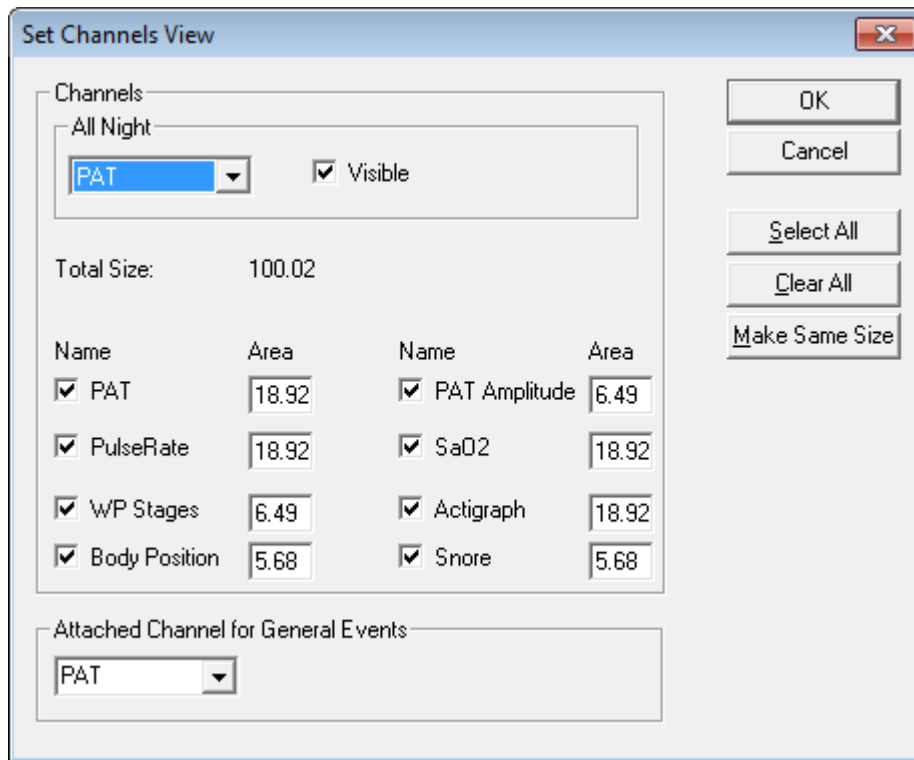 Set Channels View
Channels
OK
All Night
PAT
Visible
Cancel
Select All
Total Size: 100.02
Clear All
Make Same Size
Name Area Name Area
PAT 18.92 PAT Amplitude 6.49
PulseRate 18.92 SaO2 18.92
WP Stages 6.49 Actigraph 18.92
Body Position 5.68 Snore 5.68
Attached Channel for General Events
PAT